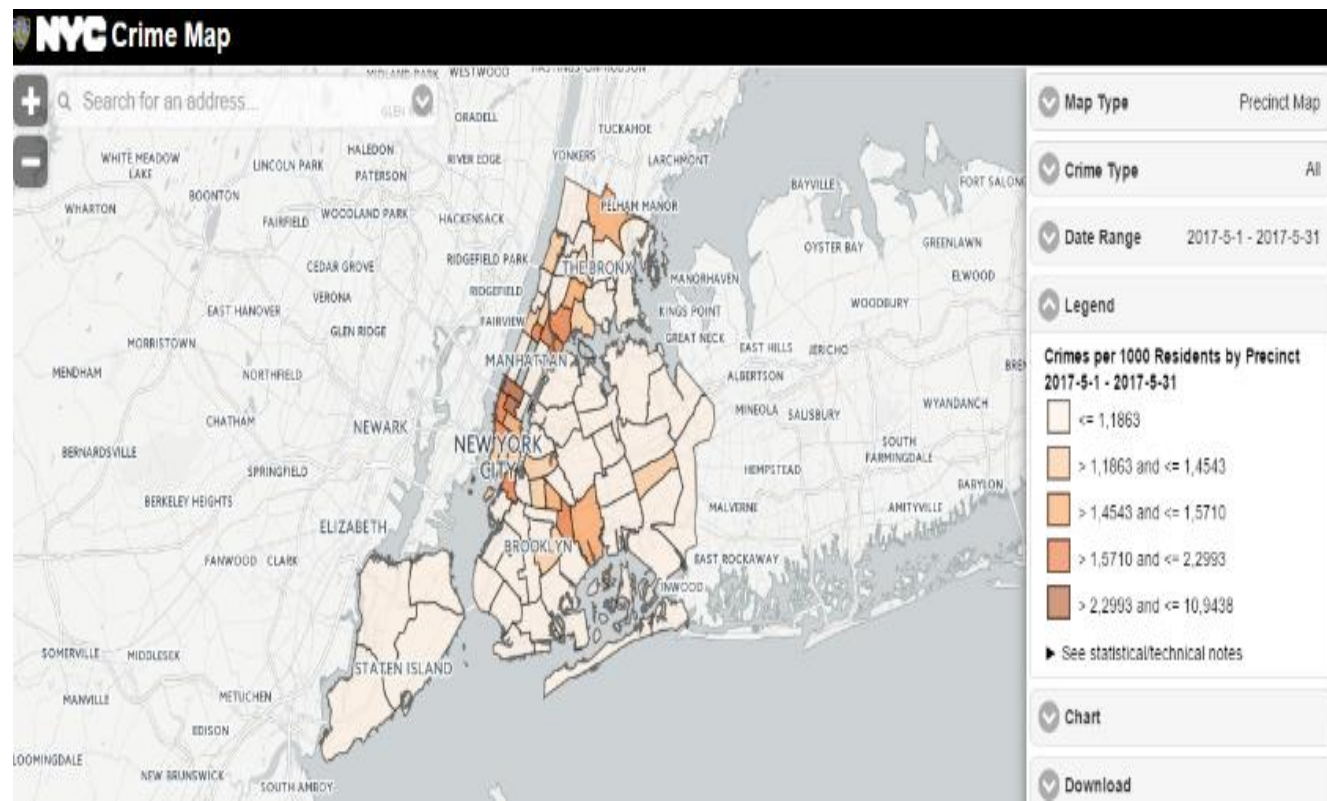 NYC Crime Map
Search for an address...
MIDLAND PARK
WESTWOOD
ORADELL
TUCKAHOE
HALEDON
RIVER EDGE
YONKERS
LARCHMONT
WHITE MEADOW
LAKE
LINCOLN PARK
PATERSON
BAYVILLE
FORT SALONG
BOONTON
WHARTON
FAIRFIELD
WOODLAND PARK
HACKENSACK
PELHAM MANOR
OYSTER BAY
GREENLAWN
CEDAR GROVE
RIDGEFIELD PARK
THE BRONX
MANORHAVEN
ELWOOD
VERONA
RIDGEFIELD
EAST HANOVER
KINGS POINT
WOODBURY
GLEN RIDGE
FAIRVIEW
GREAT NECK
MORRISTOWN
EAST HILLS
JERICHO
MANHATTAN
MENDHAM
NORTHFIELD
ALBERTSON
BRE
CHATHAM
NEWARK
MINEOLA
SALISBURY
WYANDANCH
NEW YORK
CITY
BERNARDSVILLE
SOUTH
FARMINGDALE
SPRINGFIELD
HEMPSTEAD
BABYLON
BERKELEY HEIGHTS
MALVERNE
AMITYVILLE
ELIZABETH
BROOKLYN
FANWOOD
CLARK
EAST ROCKAWAY
INWOOD
SOMERVILLE
MIDDLESEX
STATEN ISLAND
MANVILLE
METUCHEN
EDISON
LOOMINGDALE
NEW BRUNSWICK
SOUTH AMBOY
Map Type Precinct Map
Crime Type All
Date Range 2017-5-1 - 2017-5-31
Legend
Crimes per 1000 Residents by Precinct
2017-5-1 - 2017-5-31
<= 1,1863
> 1,1863 and <= 1,4543
> 1,4543 and <= 1,5710
> 1,5710 and <= 2,2993
> 2,2993 and <= 10,9438
See statistical/technical notes
Chart
Download